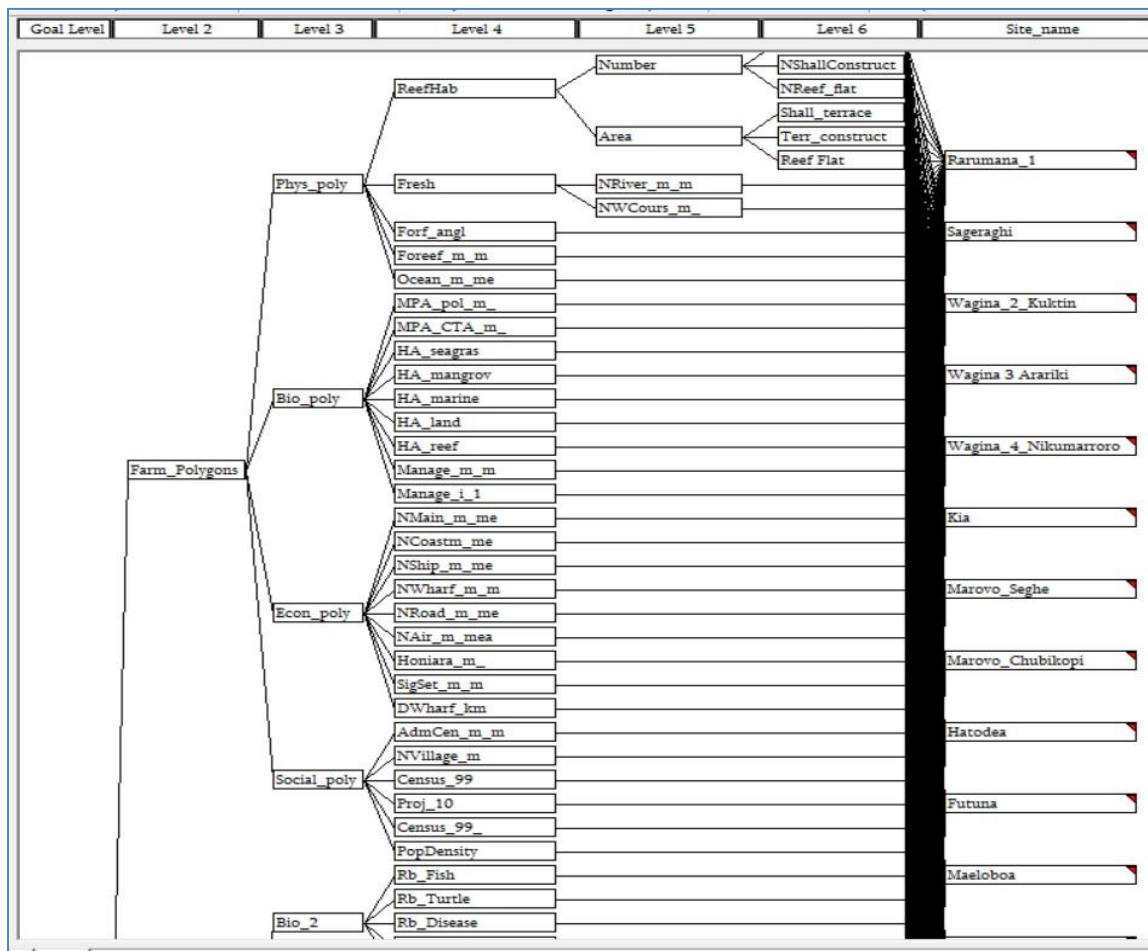 Goal Level Level 2 Level 3 Level 4 Level 5 Level 6 Site_name
Number NShallConstruct
ReefHab NReef_flat
Shall_terrace
Area Terr_construct
Reef Flat Rarumana_1
Phys_poly Fresh NRiver_m_m
NWCours_m_
Forf_angl Sageraghi
Foreef_m_m
Ocean_m_me
MPA_pol_m_ Wagina_2_Kuktin
MPA_CTA_m_
HA_seagras
HA_mangrov Wagina 3 Arariki
Bio_poly HA_marine
HA_land
HA_reef Wagina_4_Nikumarroro
Farm_Polygons Manage_m_m
Manage_i_1
NMain_m_me Kia
NCoastm_me
NShip_m_me
NWharf_m_m Marovo_Seghe
Econ_poly NRoad_m_me
NAir_m_mea
Honiara_m_ Marovo_Chubikopi
SigSet_m_m
DWharf_km
AdmCen_m_m Hatodea
NVillage_m
Social_poly Census_99
Proj_10 Futuna
Census_99_
PopDensity
Rb_Fish Maeloboa
Rb_Turtle
Bio_2 Rb_Disease